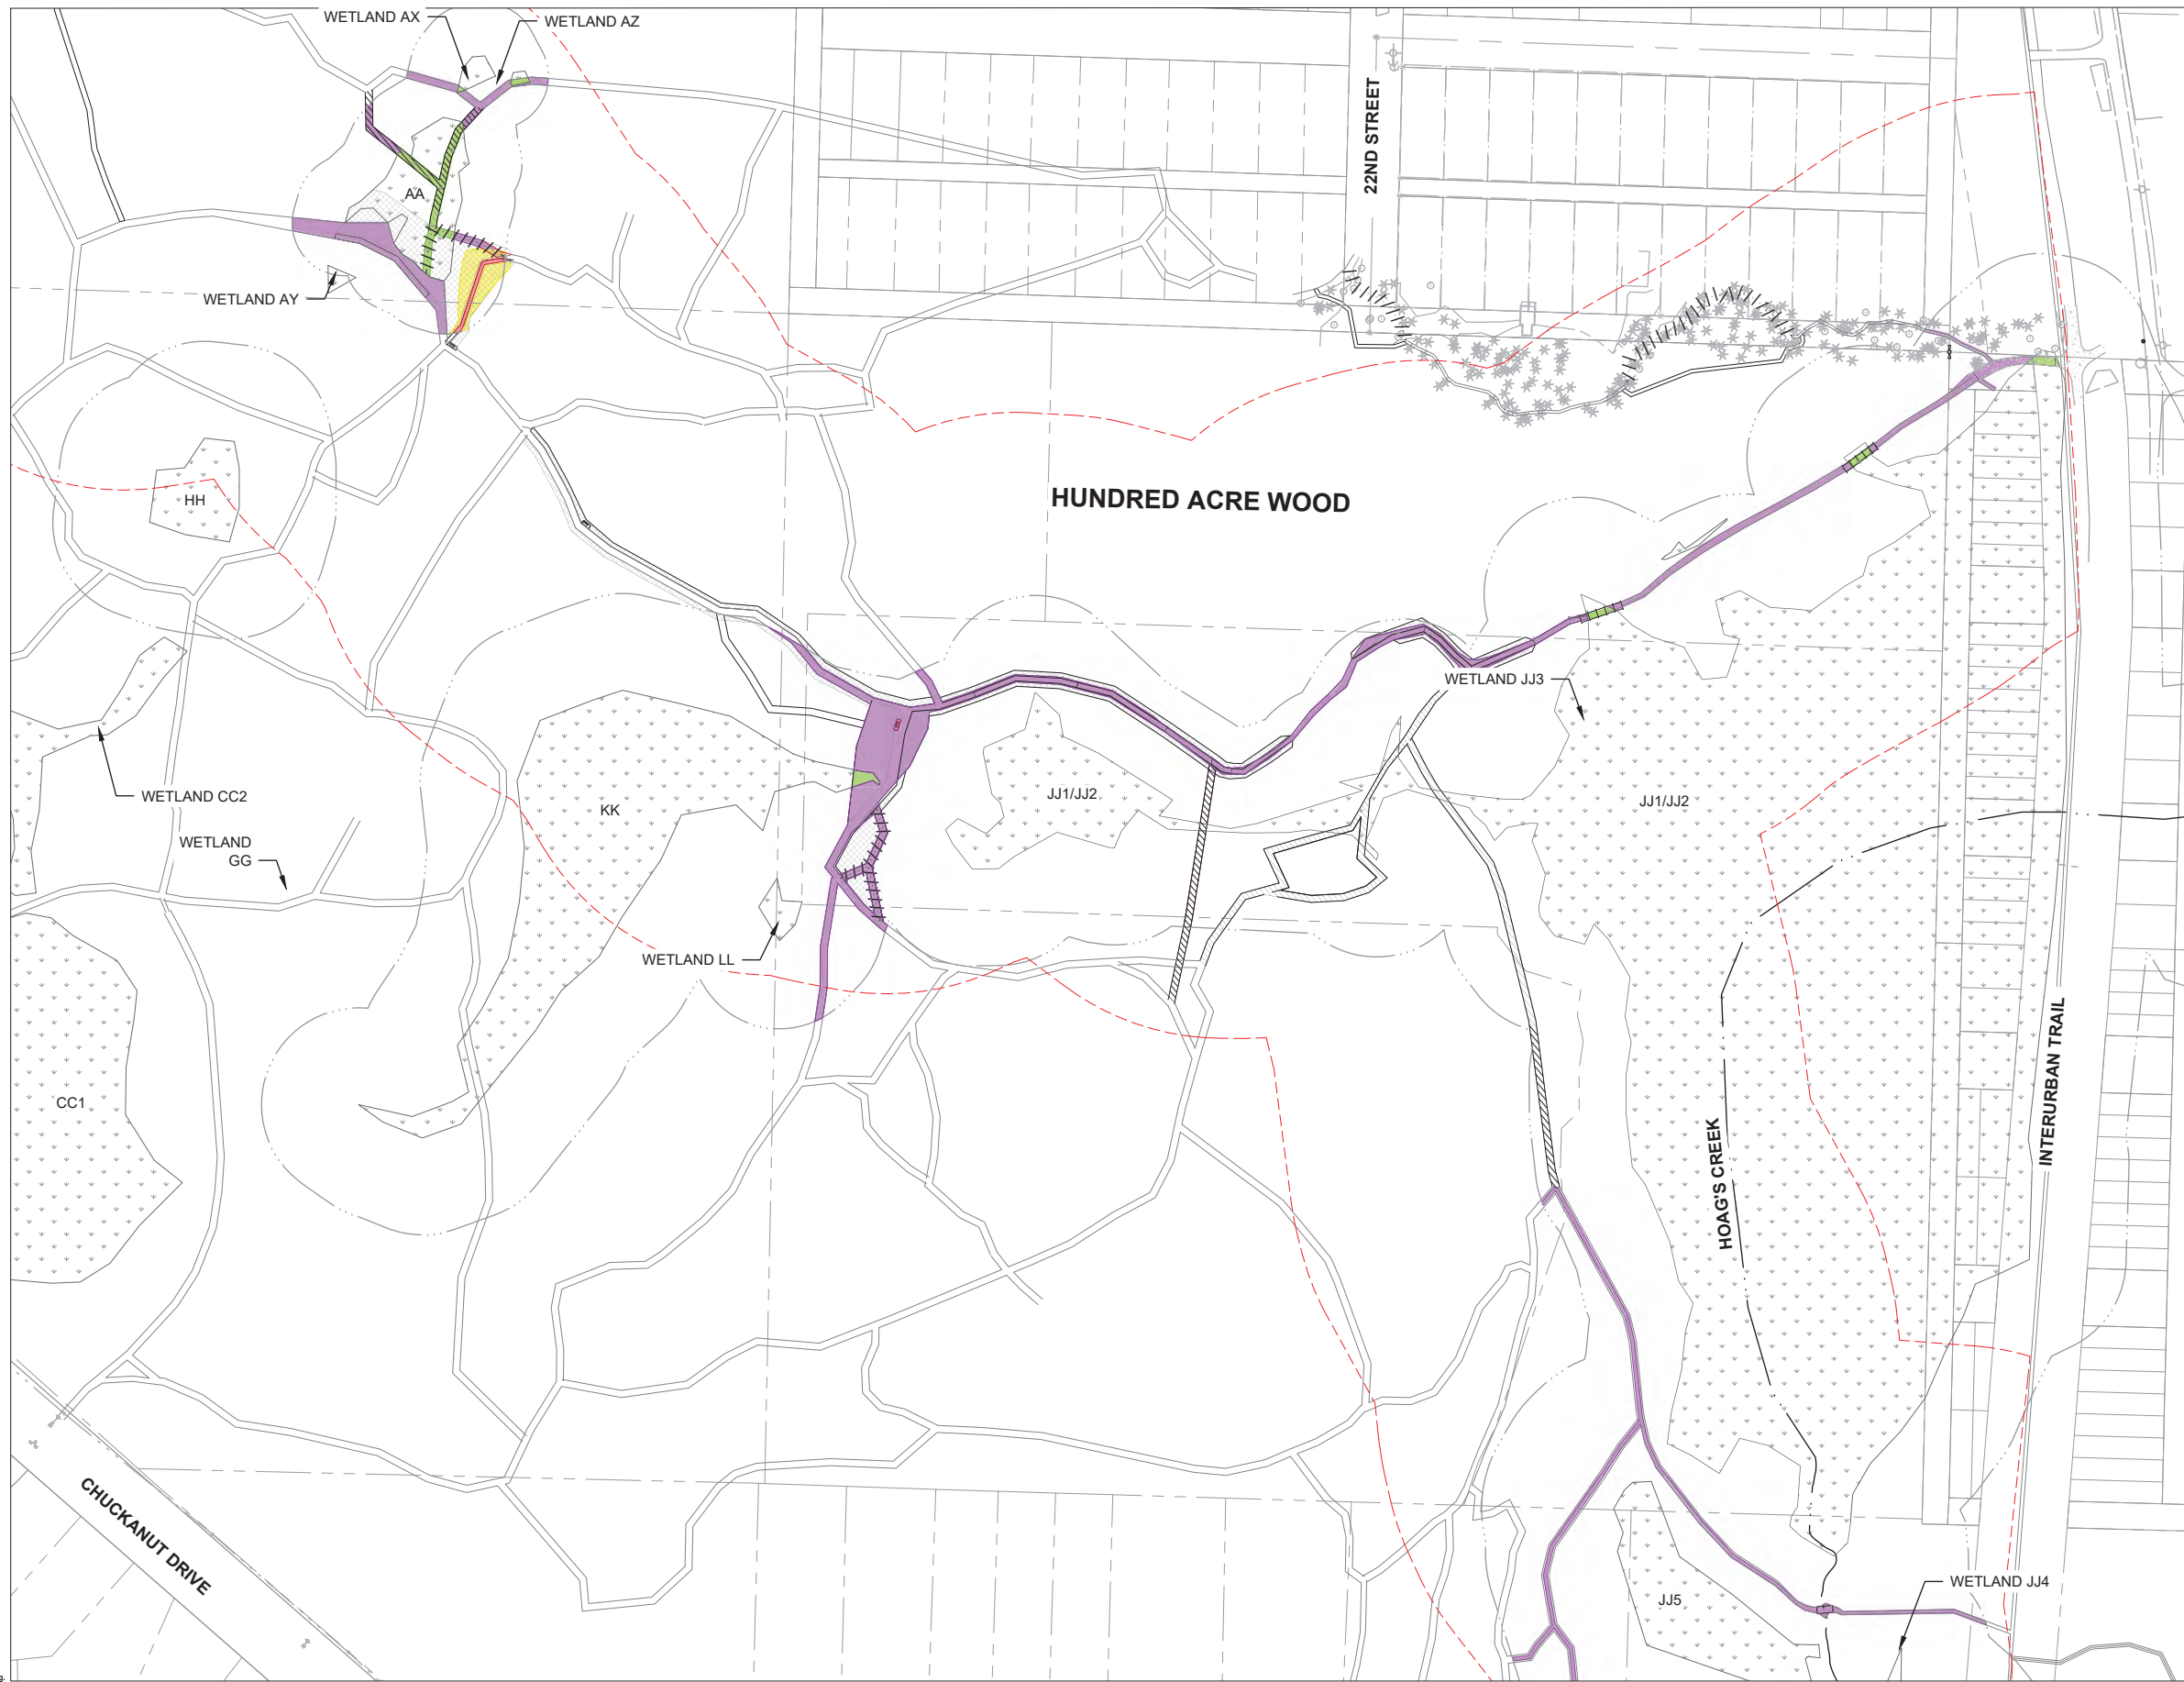 WETLAND AX
WETLAND AZ
22ND STREET
AA
WETLAND AY
HUNDRED ACRE WOOD
HH
WETLAND JJ3
WETLAND CC2
KK
JJ1/JJ2
JJ1/JJ2
WETLAND
GG
WETLAND LL
CC1
HOAG'S CREEK
INTERURBAN TRAIL
CHUCKANUT DRIVE
WETLAND JJ4
JJ5